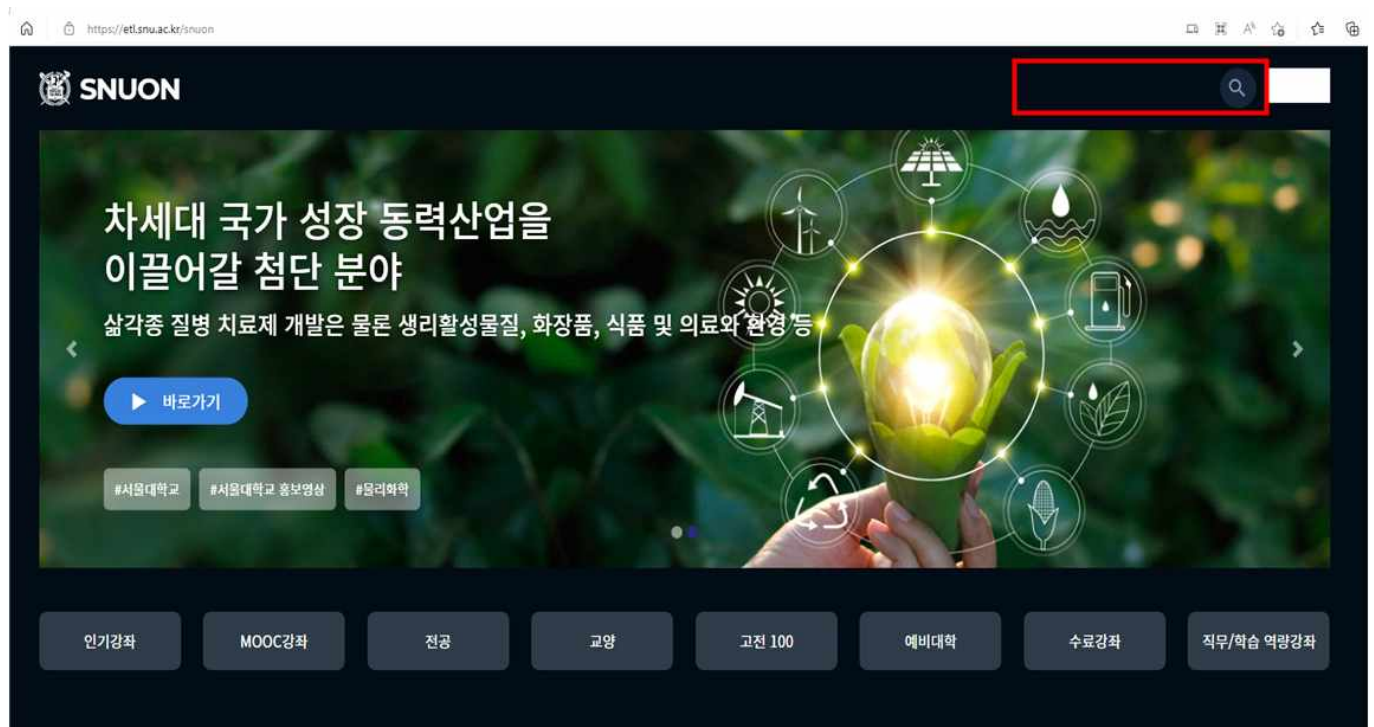 https://etl.snu.ac.kr/snuon
SNUON
차세대 국가 성장 동력산업을
이끌어갈 첨단 분야
삶각종 질병 치료제 개발은 물론 생리활성물질, 화장품, 식품 및 의료와 환경 등
바로가기
#서울대학교 #서울대학교 홍보영상 #물리화학
인기강좌 MOOC강좌 전공 교양 고전 100 예비대학 수료강좌 직무/학습 역량강좌